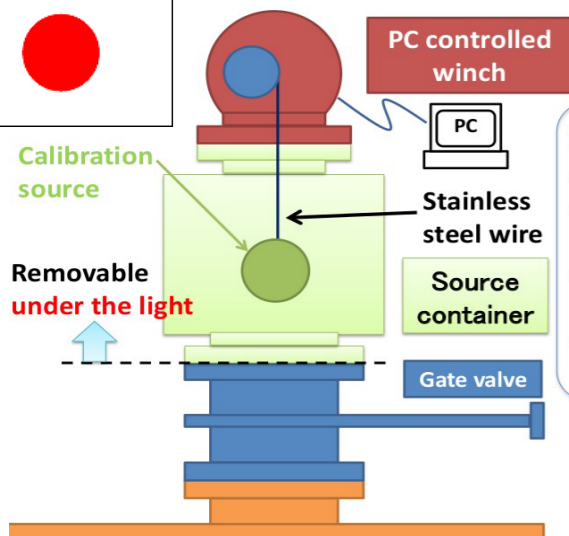 PC controlled
winch
PC
Calibration
source
Stainless
steel wire
Removable
under the light
Source
container
Gate valve